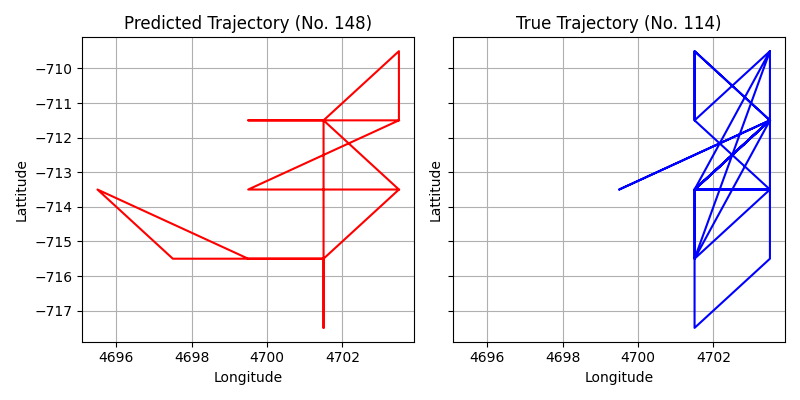 Predicted Trajectory (No. 148)
True Trajectory (No. 114)
−710
−711
−712
−713
−714
−715
−716
−717
Lattitude
Lattitude
4696 4698 4700 4702
4696 4698 4700 4702
Longitude
Longitude